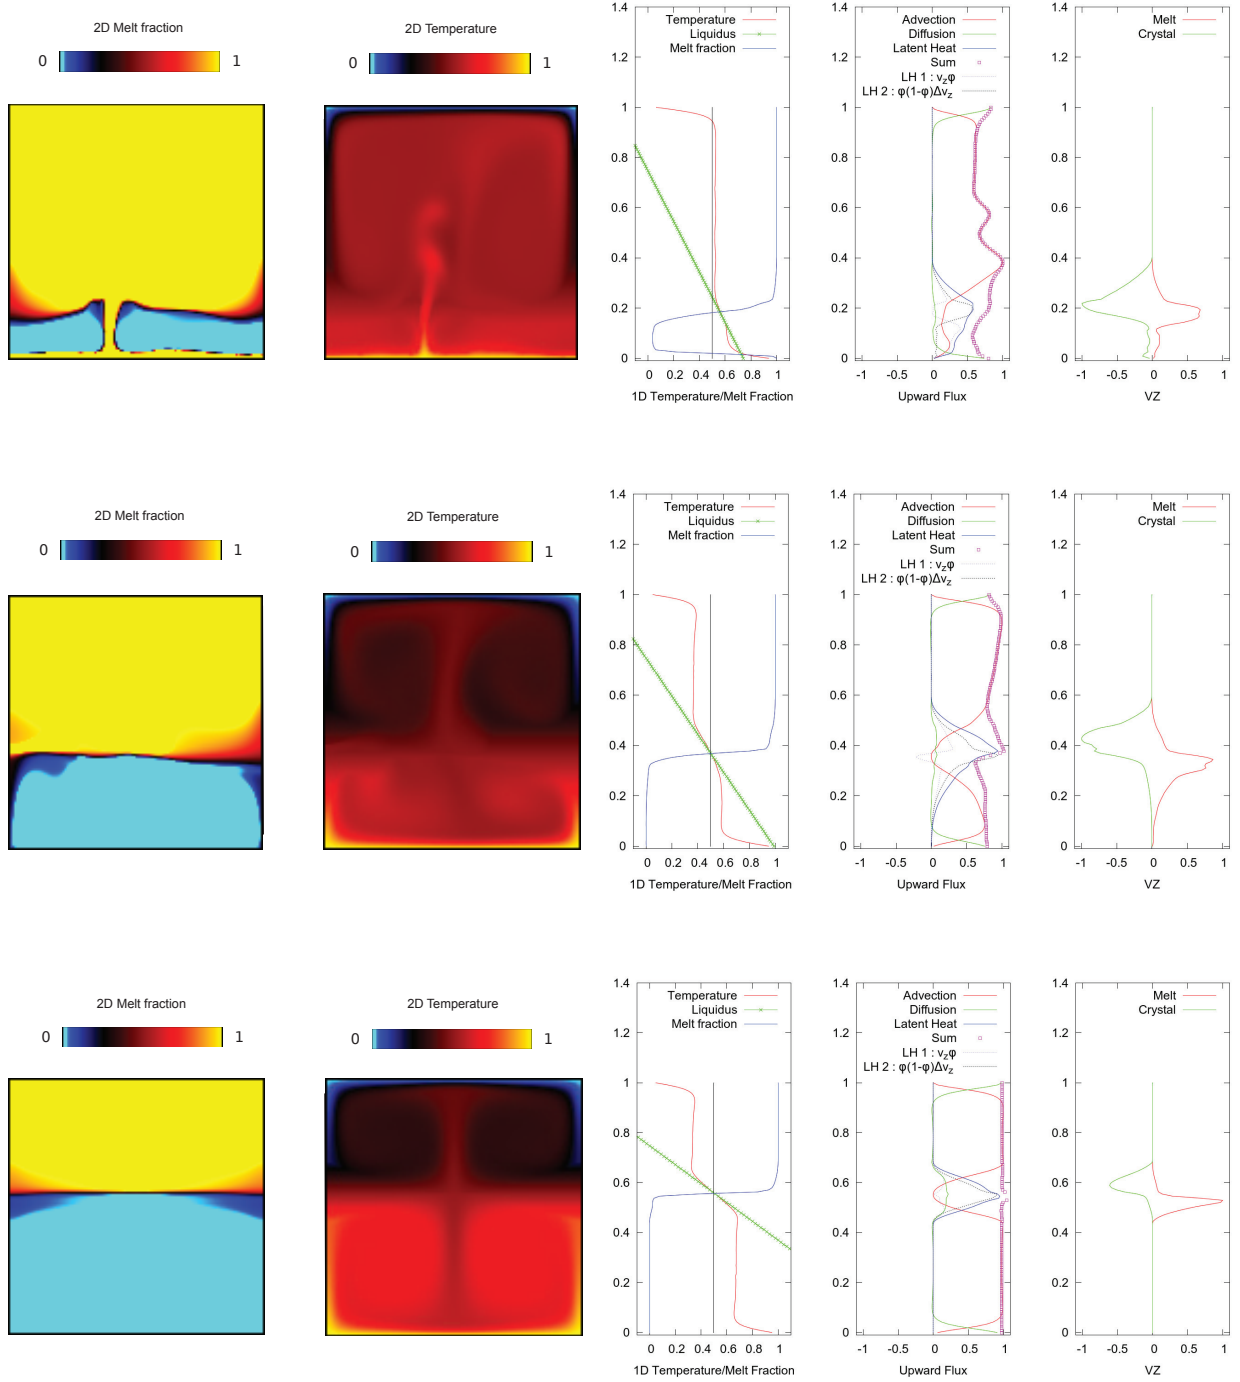 2D Melt fraction
0 1
2D Temperature
0 1
Temperature
Liquidus
Melt fraction
1.4
1.2
1
0.8
0.6
0.4
0.2
0
0 0.2 0.4 0.6 0.8 1
1D Temperature/Melt Fraction
Advection
Diffusion
Latent Heat
Sum
LH 1 : vzφ
LH 2 : φ(1-φ)Δvz
1.4
1.2
1
0.8
0.6
0.4
0.2
0
-1 -0.5 0 0.5 1
Upward Flux
Melt
Crystal
1.4
1.2
1
0.8
0.6
0.4
0.2
0
-1 -0.5 0 0.5 1
VZ
2D Melt fraction
0 1
2D Temperature
0 1
Temperature
Liquidus
Melt fraction
1.4
1.2
1
0.8
0.6
0.4
0.2
0
0 0.2 0.4 0.6 0.8 1
1D Temperature/Melt Fraction
Advection
Diffusion
Latent Heat
Sum
LH 1 : vzφ
LH 2 : φ(1-φ)Δvz
1.4
1.2
1
0.8
0.6
0.4
0.2
0
-1 -0.5 0 0.5 1
Upward Flux
Melt
Crystal
1.4
1.2
1
0.8
0.6
0.4
0.2
0
-1 -0.5 0 0.5 1
VZ
2D Melt fraction
0 1
2D Temperature
0 1
Temperature
Liquidus
Melt fraction
1.4
1.2
1
0.8
0.6
0.4
0.2
0
0 0.2 0.4 0.6 0.8 1
1D Temperature/Melt Fraction
Advection
Diffusion
Latent Heat
Sum
LH 1 : vzφ
LH 2 : φ(1-φ)Δvz
1.4
1.2
1
0.8
0.6
0.4
0.2
0
-1 -0.5 0 0.5 1
Upward Flux
Melt
Crystal
1.4
1.2
1
0.8
0.6
0.4
0.2
0
-1 -0.5 0 0.5 1
VZ